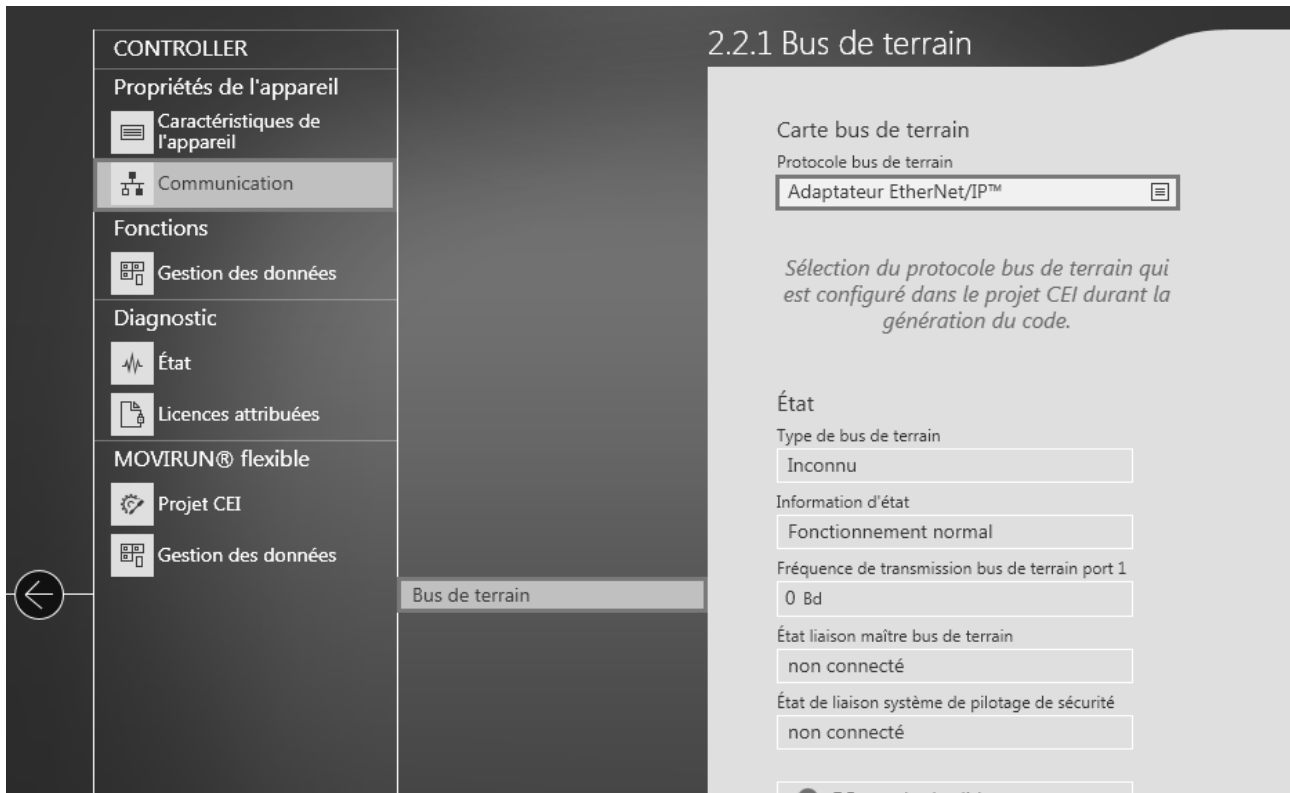 CONTROLLER
Propriétés de l'appareil
Caractéristiques de
l'appareil
Communication
Fonctions
Gestion des données
Diagnostic
État
Licences attribuées
MOVIRUN® flexible
Projet CEI
Gestion des données
Bus de terrain
2.2.1 Bus de terrain
Carte bus de terrain
Protocole bus de terrain
Adaptateur EtherNet/IP™
Sélection du protocole bus de terrain qui
est configuré dans le projet CEI durant la
génération du code.
État
Type de bus de terrain
Inconnu
Information d'état
Fonctionnement normal
Fréquence de transmission bus de terrain port 1
0 Bd
État liaison maître bus de terrain
non connecté
État de liaison système de pilotage de sécurité
non connecté